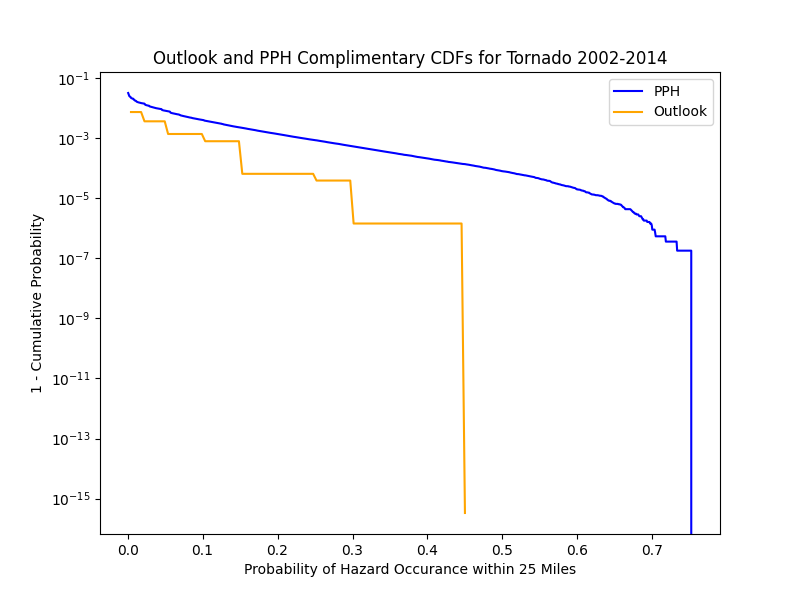 Outlook and PPH Complimentary CDFs for Tornado 2002-2014
PPH
Outlook
1 - Cumulative Probability
10⁻¹
10⁻³
10⁻⁵
10⁻⁷
10⁻⁹
10⁻¹¹
10⁻¹³
10⁻¹⁵
0.0 0.1 0.2 0.3 0.4 0.5 0.6 0.7
Probability of Hazard Occurance within 25 Miles